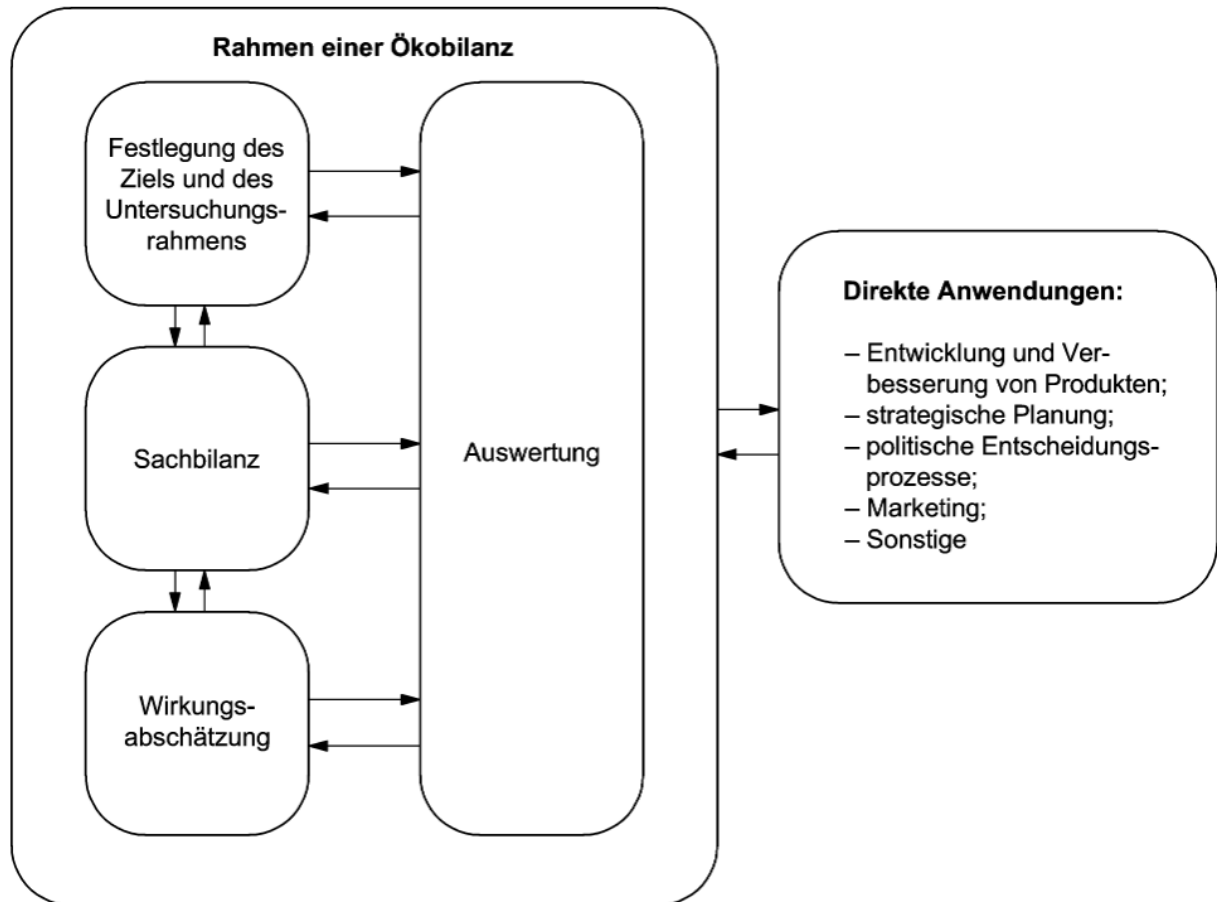 Rahmen einer Ökobilanz
Festlegung des
Ziels und des
Untersuchungs-
rahmens
Sachbilanz
Wirkungs-
abschätzung
Auswertung
Direkte Anwendungen:
– Entwicklung und Ver-
besserung von Produkten;
– strategische Planung;
– politische Entscheidungs-
prozesse;
– Marketing;
– Sonstige